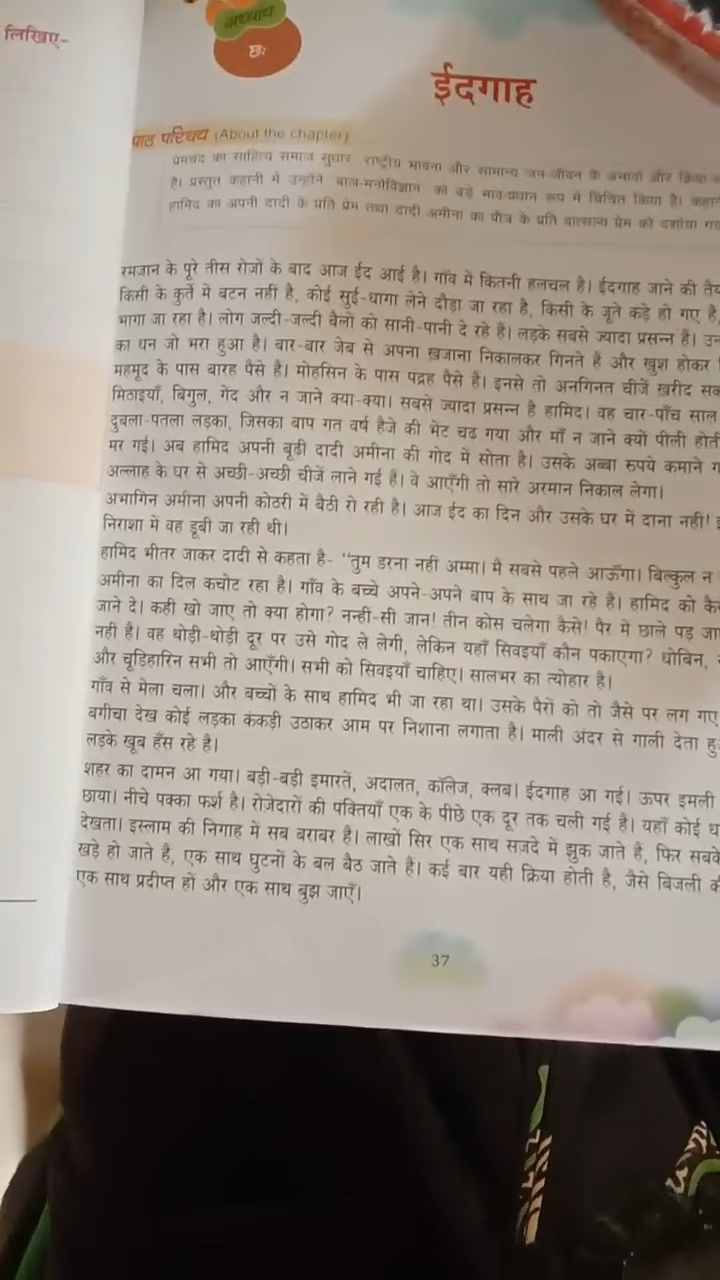 लिखिए-
अध्याय
छः
ईदगाह
पाठ परिचय (About the chapter)
प्रेमचंद का साहित्य समाज सुधार राष्ट्रीय भावना और सामान्य जन-जीवन के अभावों और क्रिया
है। प्रस्तुत कहानी में उन्होंने बाल-मनोविज्ञान को बड़े भाव-प्रधान रूप में चित्रित किया है। कहा
हामिद का अपनी दादी के प्रति प्रेम तथा दादी अमीना का पौत्र के प्रति वात्सल्य प्रेम को दर्शाया
रमजान के पूरे तीस रोजों के बाद आज ईद आई है। गाँव में कितनी हलचल है। ईदगाह जाने की
किसी के कुर्ते में बटन नहीं है, कोई सुई-धागा लेने दौड़ा जा रहा है, किसी के जूते कड़े हो गए हैं,
भागा जा रहा है। लोग जल्दी-जल्दी बैलों को सानी-पानी दे रहे हैं। लड़के सबसे ज्यादा प्रसन्न हैं।
का धन जो भरा हुआ है। बार-बार जेब से अपना ख़जाना निकालकर गिनते हैं और खुश होकर
महमूद के पास बारह पैसे हैं। मोहसिन के पास पंद्रह पैसे हैं। इनसे तो अनगिनत चीजें ख़रीद
मिठाइयाँ, बिगुल, गेंद और न जाने क्या-क्या। सबसे ज्यादा प्रसन्न है हामिद। वह चार-पाँच साल
दुबला-पतला लड़का, जिसका बाप गत वर्ष हैजे की भेंट चढ़ गया और माँ न जाने क्यों पीली होती
मर गई। अब हामिद अपनी बूढ़ी दादी अमीना की गोद में सोता है। उसके अब्बा रुपये कमाने
अल्लाह के घर से अच्छी-अच्छी चीजें लाने गई हैं। वे आएँगी तो सारे अरमान निकाल लेगा।
अभागिन अमीना अपनी कोठरी में बैठी रो रही है। आज ईद का दिन और उसके घर में दाना नहीं!
निराशा में वह डूबी जा रही थी।
हामिद भीतर जाकर दादी से कहता है- "तुम डरना नहीं अम्मा। मैं सबसे पहले आऊँगा। बिल्कुल न
अमीना का दिल कचोट रहा है। गाँव के बच्चे अपने-अपने बाप के साथ जा रहे हैं। हामिद को
जाने दे। कहीं खो जाए तो क्या होगा? नन्हीं-सी जान! तीन कोस चलेगा कैसे! पैर में छाले पड़
नहीं हैं। वह थोड़ी-थोड़ी दूर पर उसे गोद ले लेगी, लेकिन यहाँ सिवइयाँ कौन पकाएगा? धोबिन,
और चूड़िहारिन सभी तो आएँगी। सभी को सिवइयाँ चाहिए। सालभर का त्योहार है।
गाँव से मेला चला। और बच्चों के साथ हामिद भी जा रहा था। उसके पैरों को तो जैसे पर लग गए
बगीचा देख कोई लड़का कंकड़ी उठाकर आम पर निशाना लगाता है। माली अंदर से गाली देता
लड़के खूब हँस रहे हैं।
शहर का दामन आ गया। बड़ी-बड़ी इमारतें, अदालत, कॉलेज, क्लब। ईदगाह आ गई। ऊपर इमली
छाया। नीचे पक्का फर्श है। रोज़ेदारों की पंक्तियाँ एक के पीछे एक दूर तक चली गई हैं। यहाँ कोई
देखता। इस्लाम की निगाह में सब बराबर हैं। लाखों सिर एक साथ सज़दे में झुक जाते हैं, फिर
खड़े हो जाते हैं, एक साथ घुटनों के बल बैठ जाते हैं। कई बार यही क्रिया होती है, जैसे बिजली
एक साथ प्रदीप्त हों और एक साथ बुझ जाएँ।
37